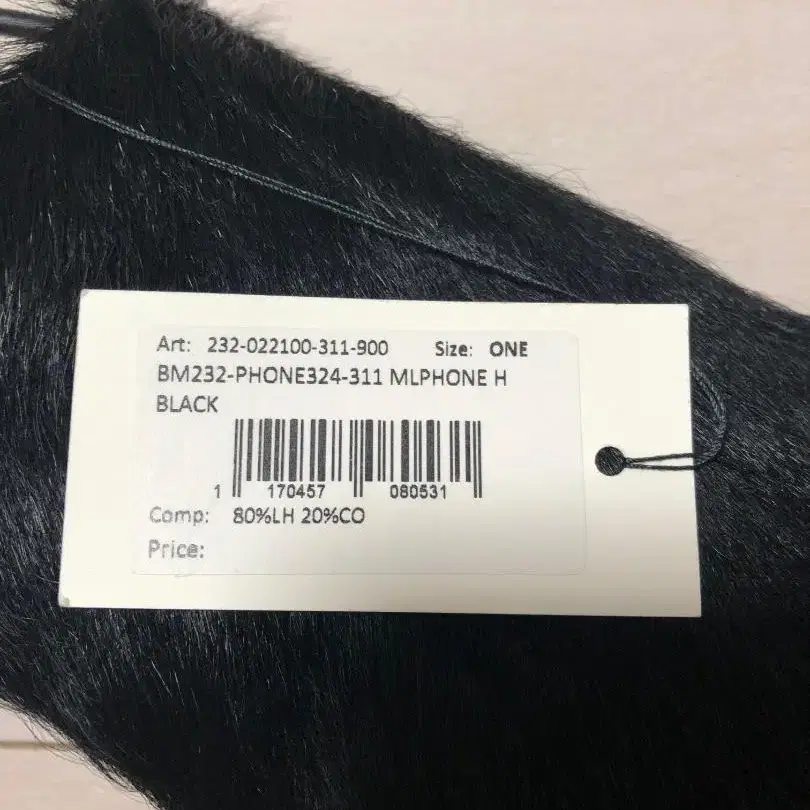 Art: 232-022100-311-900 Size: ONE
BM232-PHONE324-311 MLPHONE H
BLACK
1 170457 080531
Comp: 80%LH 20%CO
Price: